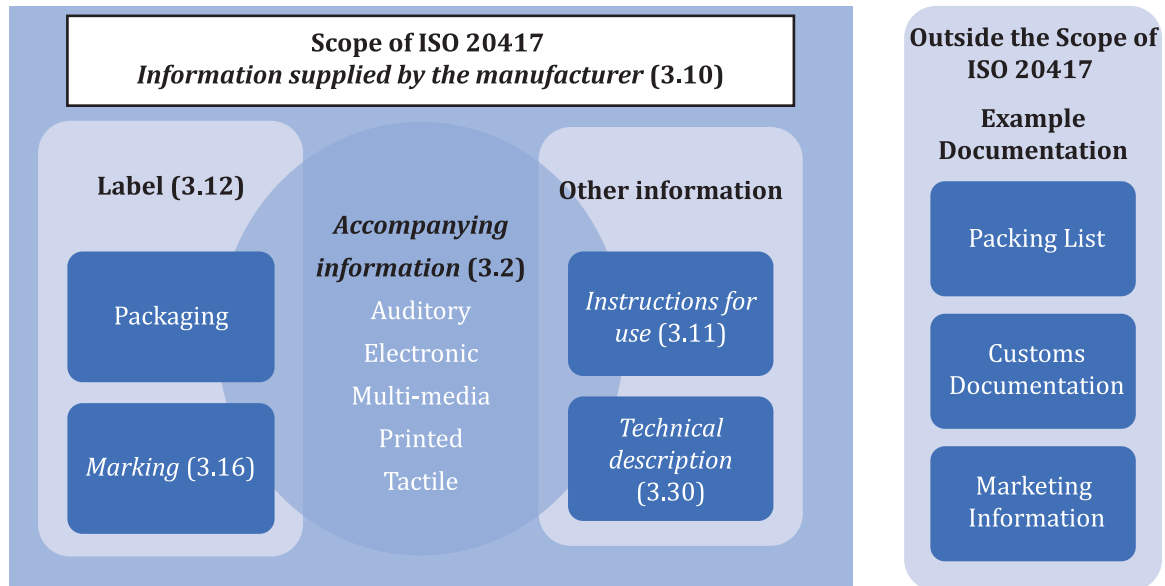 Scope of ISO 20417
Information supplied by the manufacturer (3.10)
Label (3.12)
Packaging
Marking (3.16)
Accompanying
information (3.2)
Auditory
Electronic
Multi-media
Printed
Tactile
Other information
Instructions for
use (3.11)
Technical
description
(3.30)
Outside the Scope of
ISO 20417
Example
Documentation
Packing List
Customs
Documentation
Marketing
Information